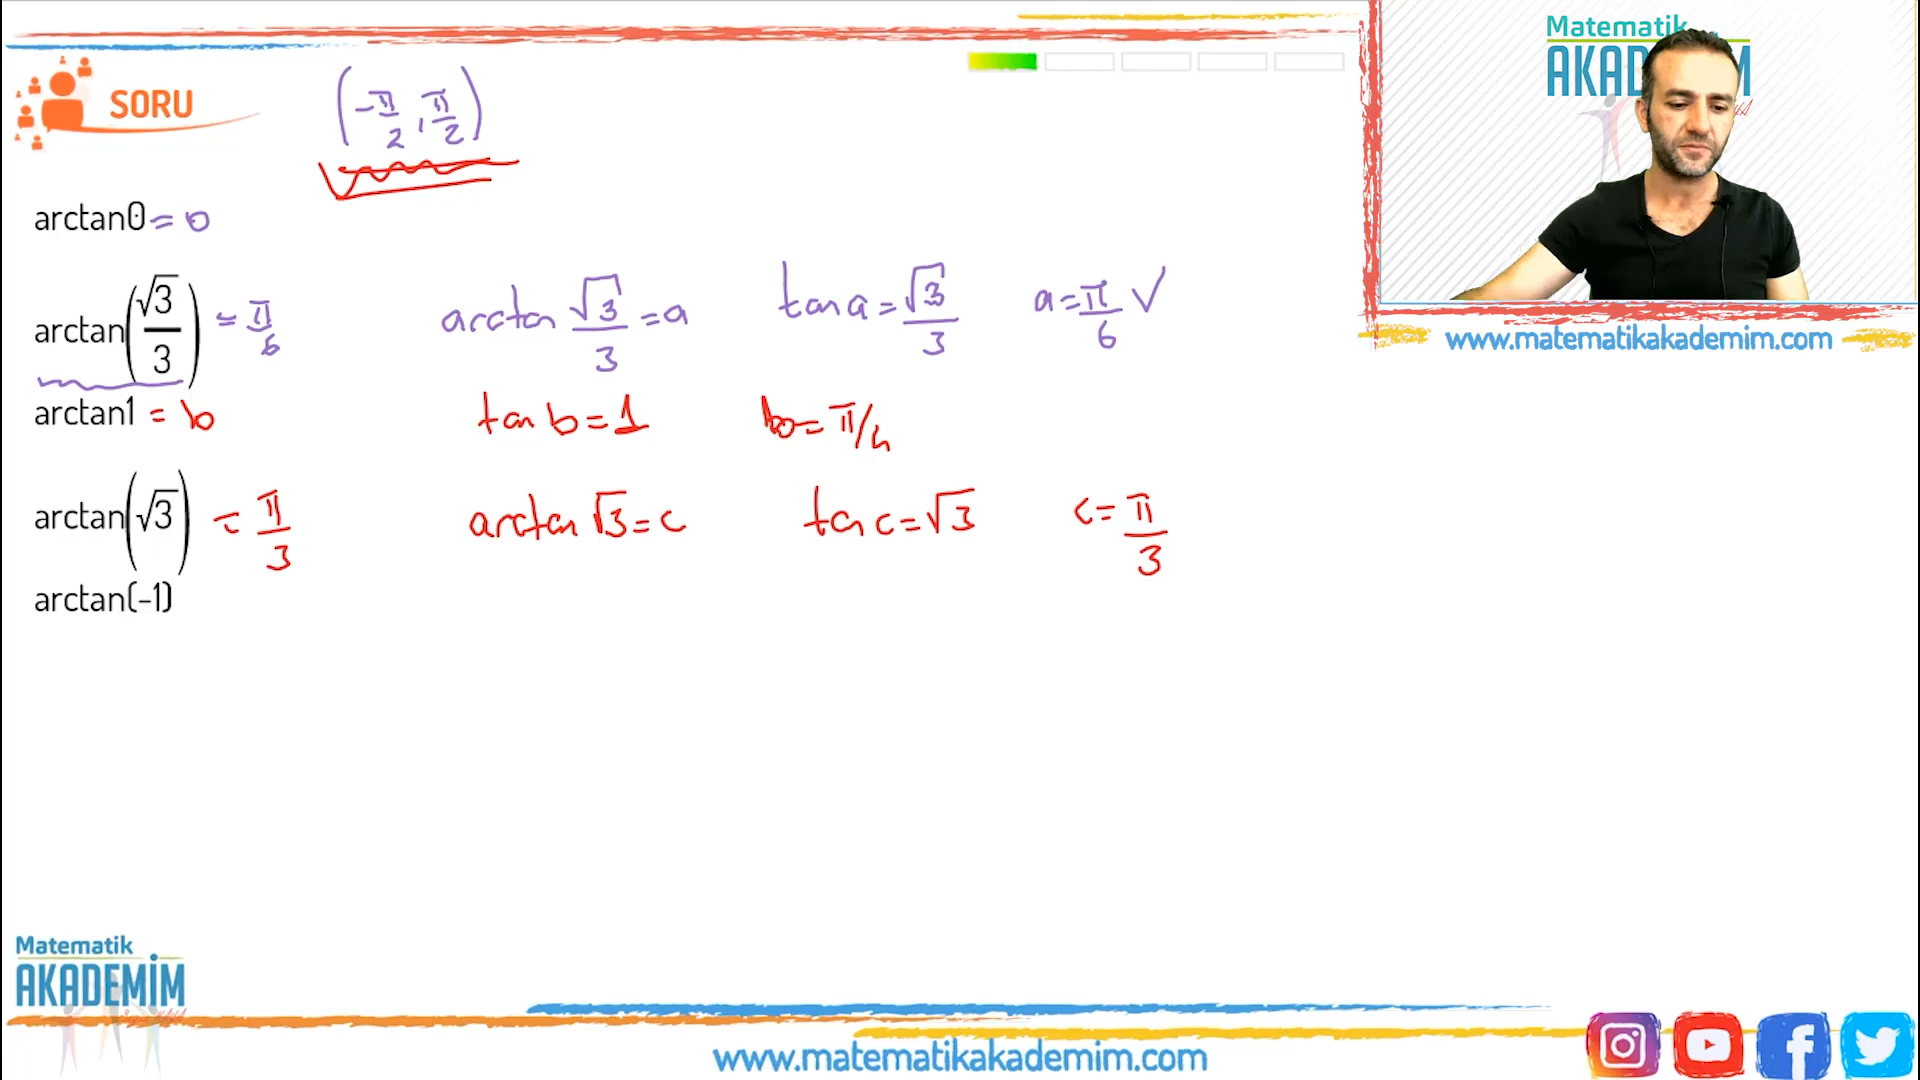 Matematik
AKADEMİM
SORU
(-π/2, π/2)
arctan0 = 0
arctan(√3/3) = π/6 arctan √3/3 = a tan a = √3/3 a = π/6 ✓
www.matematikakademim.com
arctan1 = b tan b = 1 b = π/4
arctan(√3) = π/3 arctan √3 = c tan c = √3 c = π/3
arctan(-1)
Matematik
AKADEMİM
www.matematikakademim.com